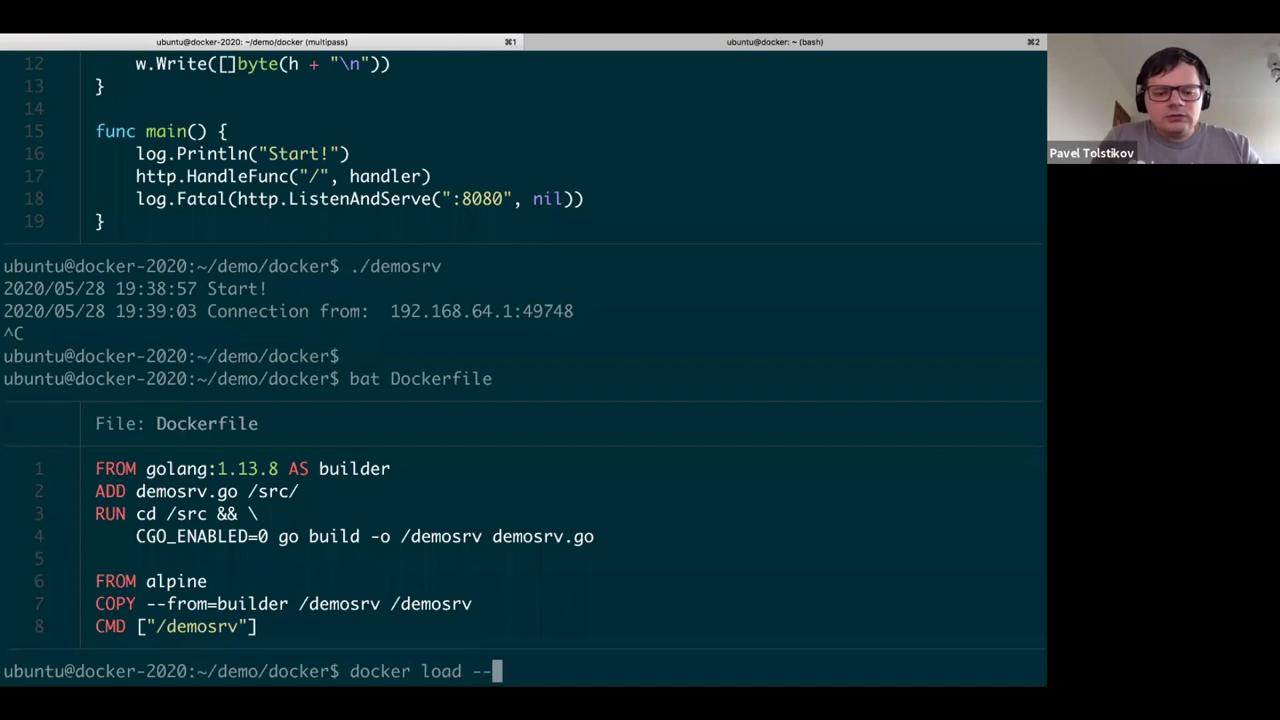 ubuntu@docker-2020: ~/demo/docker (multipass)
⌘1
ubuntu@docker: ~ (bash)
⌘2
12 w.Write([]byte(h + "\n"))
13 }
14
15 func main() {
16 log.Println("Start!")
17 http.HandleFunc("/", handler)
18 log.Fatal(http.ListenAndServe(":8080", nil))
19 }
ubuntu@docker-2020:~/demo/docker$ ./demosrv
2020/05/28 19:38:57 Start!
2020/05/28 19:39:03 Connection from:  192.168.64.1:49748
^C
ubuntu@docker-2020:~/demo/docker$
ubuntu@docker-2020:~/demo/docker$ bat Dockerfile
File: Dockerfile
1 FROM golang:1.13.8 AS builder
2 ADD demosrv.go /src/
3 RUN cd /src && \
4 CGO_ENABLED=0 go build -o /demosrv demosrv.go
5
6 FROM alpine
7 COPY --from=builder /demosrv /demosrv
8 CMD ["/demosrv"]
ubuntu@docker-2020:~/demo/docker$ docker load --
Pavel Tolstikov